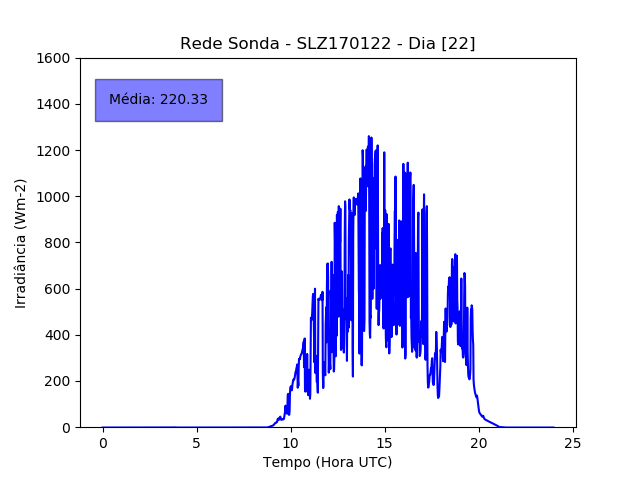 Rede Sonda - SLZ170122 - Dia [22]
1600
1400
1200
1000
800
600
400
200
0
Média: 220.33
Irradiância (Wm-2)
0 5 10 15 20 25
Tempo (Hora UTC)